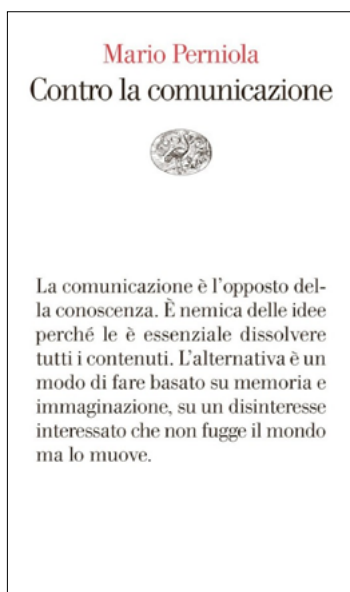 Mario Perniola
Contro la comunicazione
La comunicazione è l'opposto del-
la conoscenza. È nemica delle idee
perché le è essenziale dissolvere
tutti i contenuti. L'alternativa è un
modo di fare basato su memoria e
immaginazione, su un disinteresse
interessato che non fugge il mondo
ma lo muove.